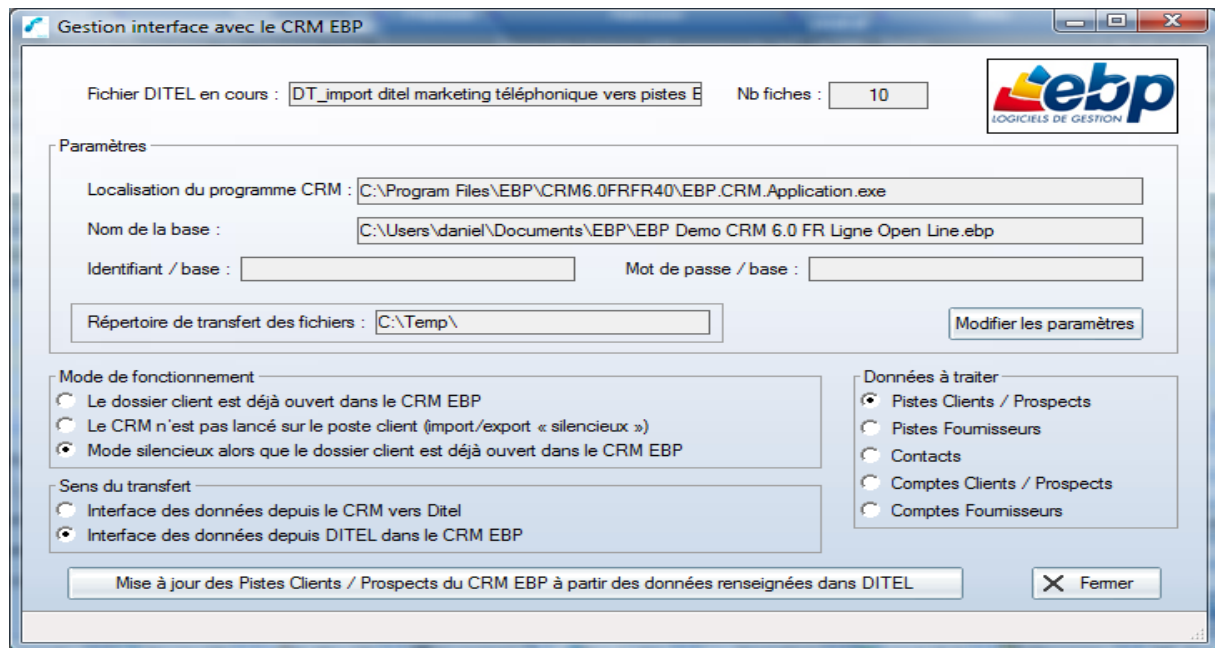 Gestion interface avec le CRM EBP
Fichier DITEL en cours : DT_import ditel marketing téléphonique vers pistes E Nb fiches : 10
ebp
LOGICIELS DE GESTION
Paramètres
Localisation du programme CRM : C:\Program Files\EBP\CRM6.0FRFR40\EBP.CRM.Application.exe
Nom de la base : C:\Users\daniel\Documents\EBP\EBP Demo CRM 6.0 FR Ligne Open Line.ebp
Identifiant / base : Mot de passe / base :
Répertoire de transfert des fichiers : C:\Temp\ Modifier les paramètres
Mode de fonctionnement
Le dossier client est déjà ouvert dans le CRM EBP
Le CRM n'est pas lancé sur le poste client (import/export « silencieux »)
Mode silencieux alors que le dossier client est déjà ouvert dans le CRM EBP
Données à traiter
Pistes Clients / Prospects
Pistes Fournisseurs
Contacts
Comptes Clients / Prospects
Comptes Fournisseurs
Sens du transfert
Interface des données depuis le CRM vers Ditel
Interface des données depuis DITEL dans le CRM EBP
Mise à jour des Pistes Clients / Prospects du CRM EBP à partir des données renseignées dans DITEL
Fermer